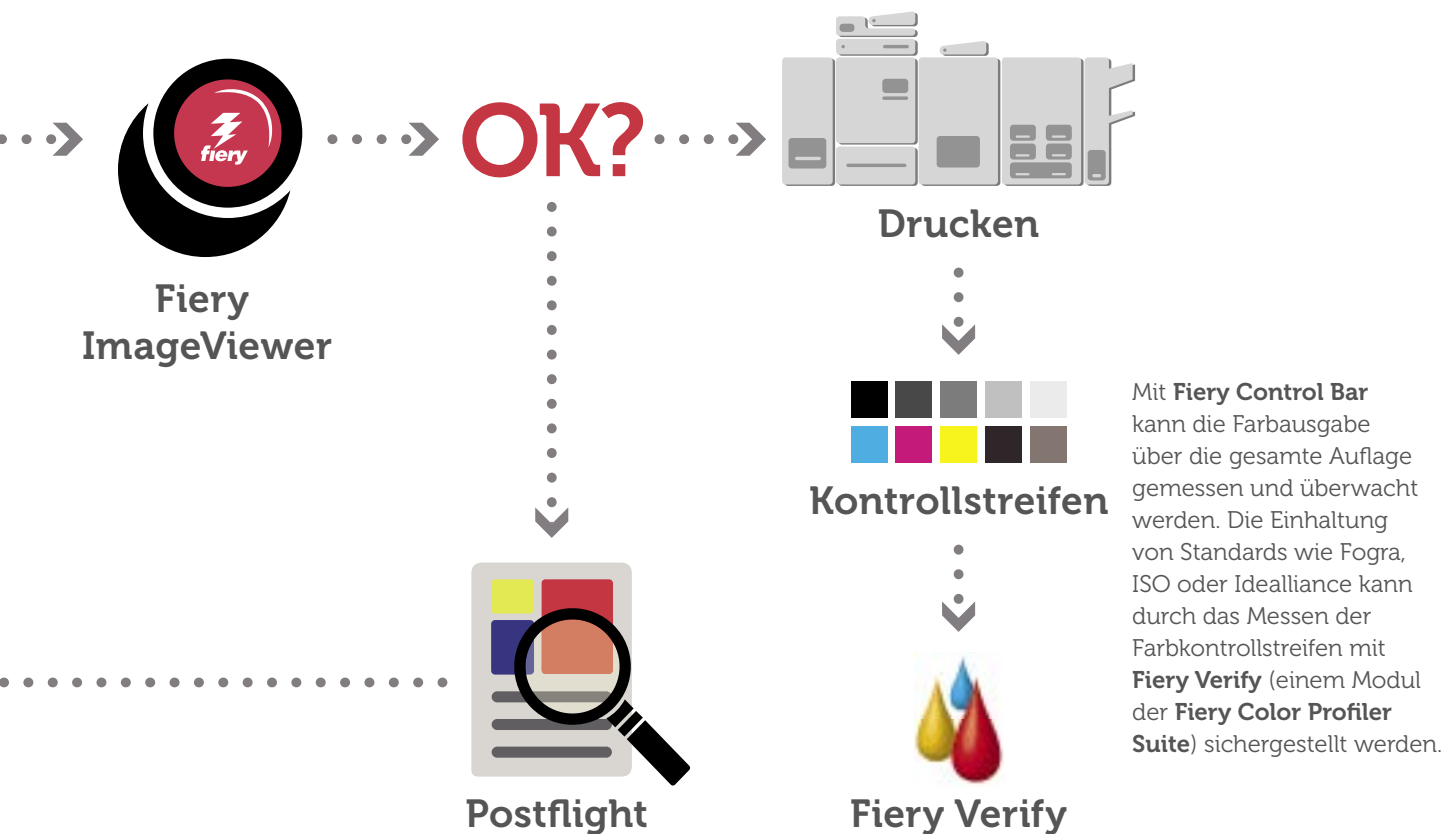 fiery
OK?
Fiery
ImageViewer
Drucken
Kontrollstreifen
Mit Fiery Control Bar
kann die Farbausgabe
über die gesamte Auflage
gemessen und überwacht
werden. Die Einhaltung
von Standards wie Fogra,
ISO oder Idealliance kann
durch das Messen der
Farbkontrollstreifen mit
Fiery Verify (einem Modul
der Fiery Color Profiler
Suite) sichergestellt werden.
Postflight
Fiery Verify